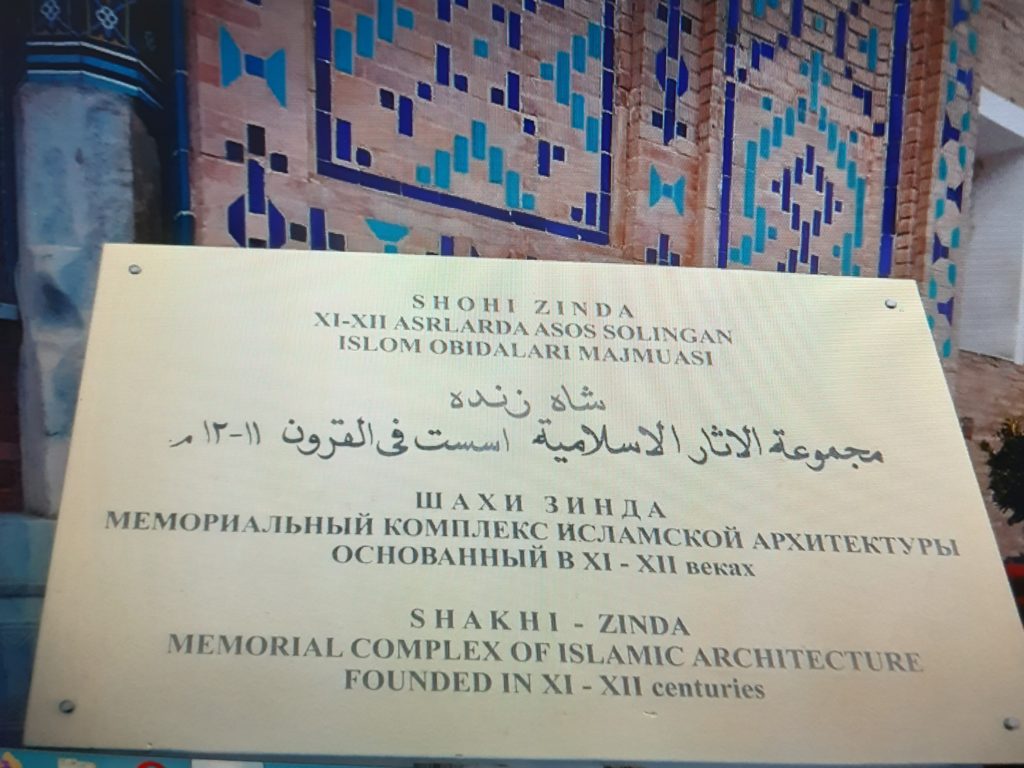 SHOHI ZINDA
XI-XII ASRLARDA ASOS SOLINGAN
ISLOM OBIDALARI MAJMUASI
شاه زنده
مجموعة الاثار الاسلامية اسست فى القرون ١١-١٢ م
ШАХИ ЗИНДА
МЕМОРИАЛЬНЫЙ КОМПЛЕКС ИСЛАМСКОЙ АРХИТЕКТУРЫ
ОСНОВАННЫЙ В XI - XII веках
SHAKHI - ZINDA
MEMORIAL COMPLEX OF ISLAMIC ARCHITECTURE
FOUNDED IN XI - XII centuries